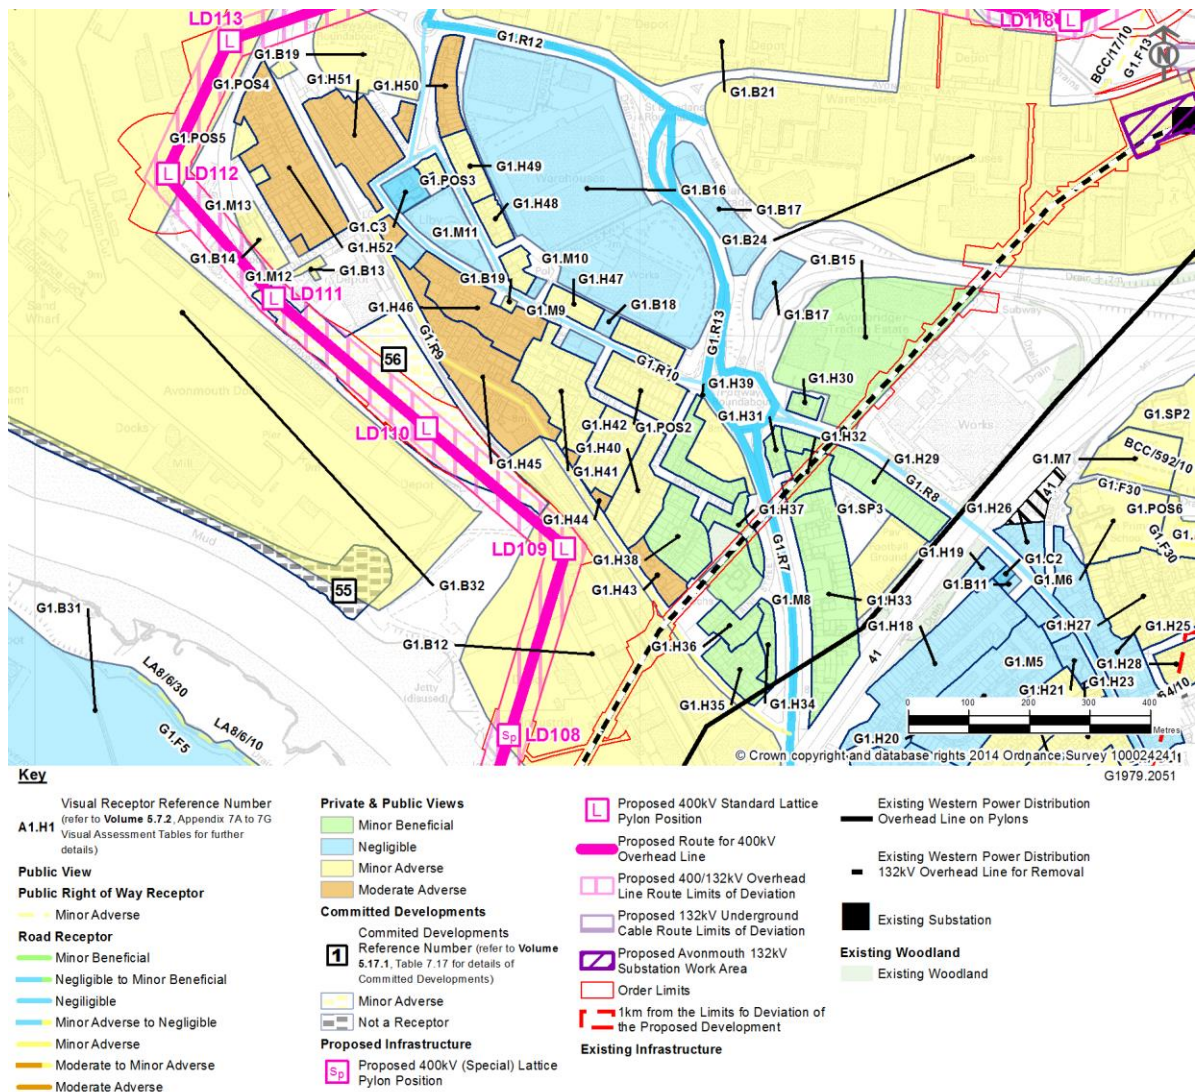 LD113
LD118
G1.R12
BCC/17/10
G1.F13
N
G1.B19
G1.POS4
G1.H51
G1.H50
G1.B21
G1.POS5
LD112
G1.POS3
G1.H49
Warehouses
G1.B16
G1.H48
G1.B17
G1.M13
G1.C3
G1.M11
G1.B24
G1.H52
G1.B14
G1.M10
G1.B15
G1.M12
G1.B13
G1.B19
G1.H47
LD111
G1.H46
G1.M9
G1.B18
G1.B17
Subway
G1.R9
G1.R13
56
G1.R10
G1.H39
G1.H30
G1.H31
G1.H42
G1.POS2
G1.H32
G1.SP2
LD110
G1.H40
G1.H29
G1.M7
BCC/592/10
G1.H45
G1.H41
G1.R8
Works
G1.F30
G1.H44
G1.H37
G1.SP3
G1.H26
41
G1.POS6
LD109
G1.H38
G1.R7
G1.H19
G1.C2
G1.F30
55
G1.B32
G1.H43
G1.B11
G1.M6
G1.B31
G1.M8
G1.H33
G1.H27
G1.H25
Mud
G1.B12
G1.H36
G1.H18
G1.M5
G1.H28
LA8/6/30
Jetty
(disused)
41
G1.H21
G1.H23
LA8/6/10
G1.H35
G1.H34
0 100 200 300 400
Metres
G1.F5
LD108
G1.H20
© Crown copyright and database rights 2014 Ordnance Survey 100024241
G1979.2051
Key
A1.H1
Visual Receptor Reference Number
(refer to Volume 5.7.2, Appendix 7A to 7G
Visual Assessment Tables for further
details)
Public View
Public Right of Way Receptor
Minor Adverse
Road Receptor
Minor Beneficial
Negligible to Minor Beneficial
Negiligible
Minor Adverse to Negligible
Minor Adverse
Moderate to Minor Adverse
Moderate Adverse
Private & Public Views
Minor Beneficial
Negligible
Minor Adverse
Moderate Adverse
Committed Developments
1
Commited Developments
Reference Number (refer to Volume
5.17.1, Table 7.17 for details of
Committed Developments)
Minor Adverse
Not a Receptor
Proposed Infrastructure
Sp
Proposed 400kV (Special) Lattice
Pylon Position
L
Proposed 400kV Standard Lattice
Pylon Position
Proposed Route for 400kV
Overhead Line
Proposed 400/132kV Overhead
Line Route Limits of Deviation
Proposed 132kV Underground
Cable Route Limits of Deviation
Proposed Avonmouth 132kV
Substation Work Area
Order Limits
1km from the Limits fo Deviation of
the Proposed Development
Existing Infrastructure
Existing Western Power Distribution
Overhead Line on Pylons
Existing Western Power Distribution
132kV Overhead Line for Removal
Existing Substation
Existing Woodland
Existing Woodland